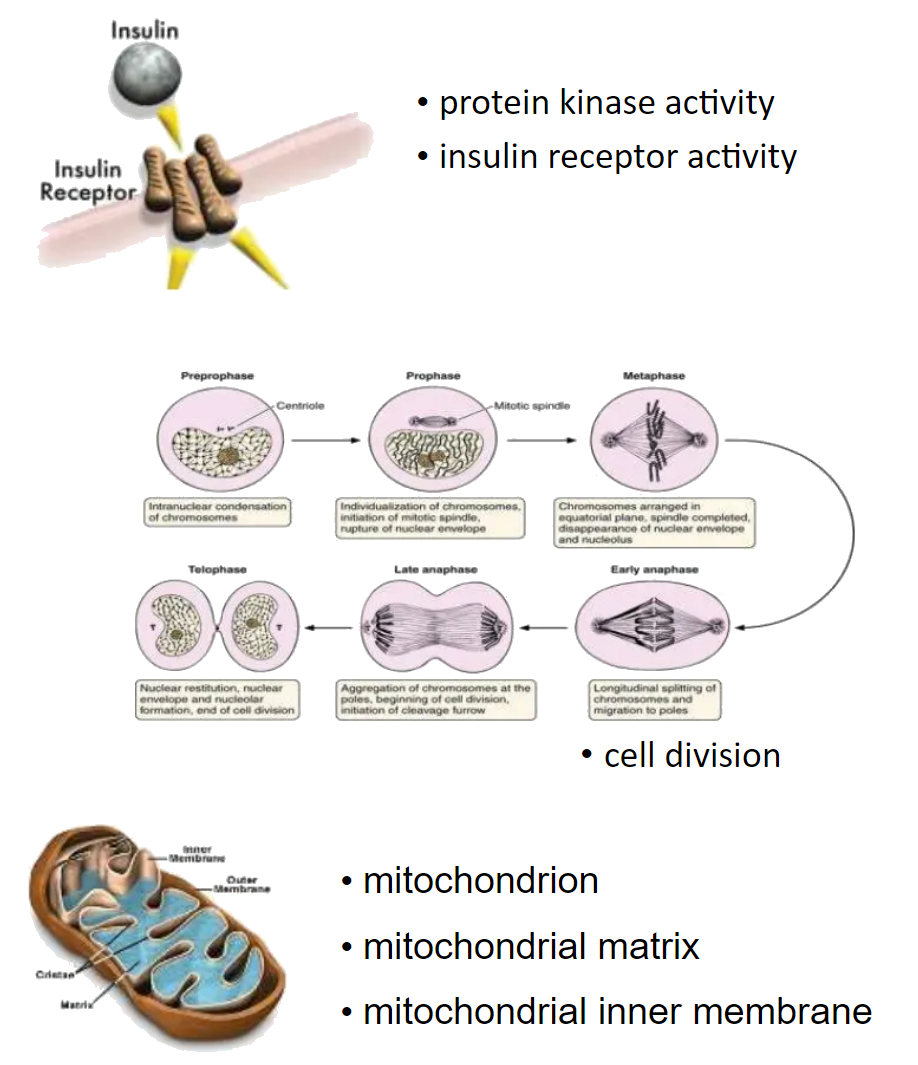 Insulin
Insulin
Receptor
• protein kinase activity
• insulin receptor activity
Preprophase
Prophase
Metaphase
Centriole
Mitotic spindle
Intranuclear condensation
of chromosomes
Individualization of chromosomes,
initiation of mitotic spindle,
rupture of nuclear envelope
Chromosomes arranged in
equatorial plane, spindle completed,
disappearance of nuclear envelope
and nucleolus
Telophase
Late anaphase
Early anaphase
Nuclear restitution, nuclear
envelope and nucleolar
formation, end of cell division
Aggregation of chromosomes at the
poles, beginning of cell division,
initiation of cleavage furrow
Longitudinal splitting of
chromosomes and
migration to poles
• cell division
Inner
Membrane
Outer
Membrane
Cristae
Matrix
• mitochondrion
• mitochondrial matrix
• mitochondrial inner membrane